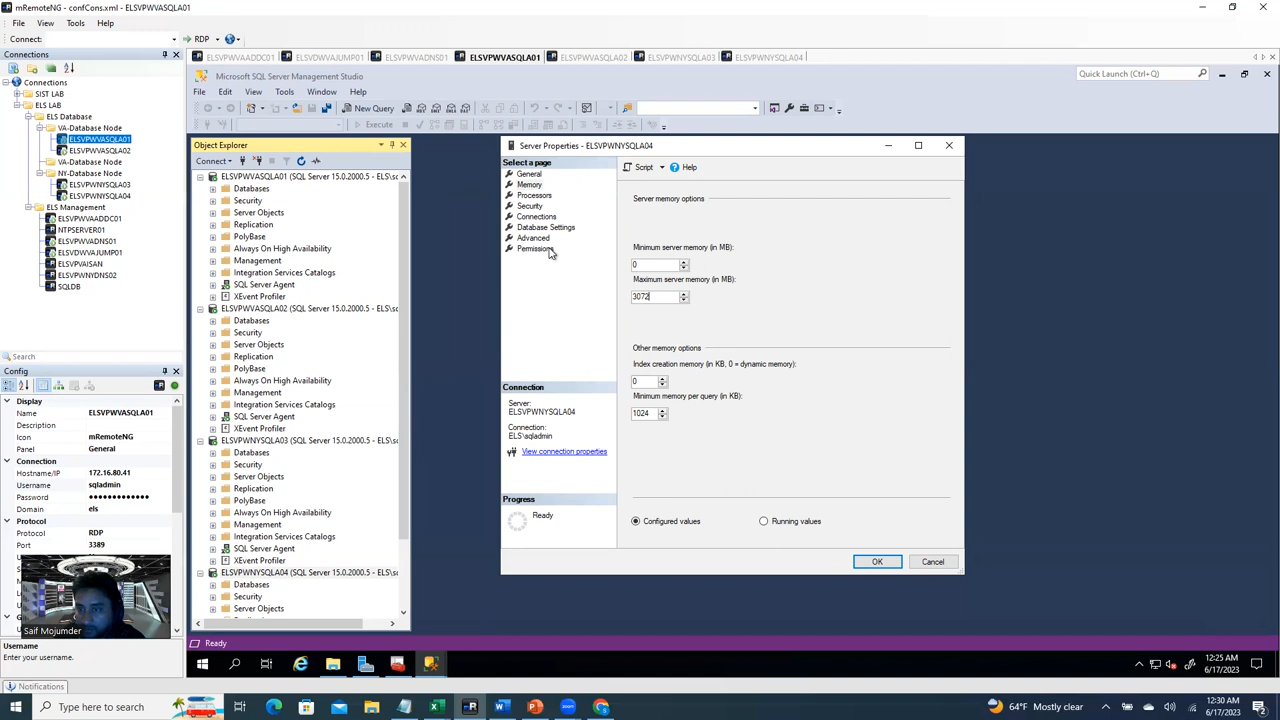 mRemoteNG - confCons.xml - ELSVPWVASQLA01
File View Tools Help
Connect: RDP
Connections
Connections
SIST LAB
ELS LAB
ELS Database
VA-Database Node
ELSVPWVASQLA01
ELSVPWVASQLA02
VA-Database Node
NY-Database Node
ELSVPWNYSQLA03
ELSVPWNYSQLA04
ELS Management
ELSVPWVAADDC01
NTPSERVER01
ELSVPWVADNS01
ELSVDWVAJUMP01
ELSVPVAISAN
ELSVPWNYDNS02
SQLDB
Search
Config
Display
Name ELSVPWVASQLA01
Description
Icon mRemoteNG
Panel General
Connection
Hostname/IP 172.16.80.41
Username sqladmin
Password ••••••••••••••
Domain els
Protocol
Protocol RDP
Port 3389
Saif Mojumder
Username
Enter your username.
Notifications
ELSVPWVAADDC01 ELSVDWVAJUMP01 ELSVPWVADNS01 ELSVPWVASQLA01 ELSVPWVASQLA02 ELSVPWNYSQLA03 ELSVPWNYSQLA04
Microsoft SQL Server Management Studio
Quick Launch (Ctrl+Q)
File Edit View Tools Window Help
New Query
Execute
Object Explorer
Connect
ELSVPWVASQLA01 (SQL Server 15.0.2000.5 - ELS\sc
Databases
Security
Server Objects
Replication
PolyBase
Always On High Availability
Management
Integration Services Catalogs
SQL Server Agent
XEvent Profiler
ELSVPWVASQLA02 (SQL Server 15.0.2000.5 - ELS\sc
Databases
Security
Server Objects
Replication
PolyBase
Always On High Availability
Management
Integration Services Catalogs
SQL Server Agent
XEvent Profiler
ELSVPWNYSQLA03 (SQL Server 15.0.2000.5 - ELS\s
Databases
Security
Server Objects
Replication
PolyBase
Always On High Availability
Management
Integration Services Catalogs
SQL Server Agent
XEvent Profiler
ELSVPWNYSQLA04 (SQL Server 15.0.2000.5 - ELS\s
Databases
Security
Server Objects
Server Properties - ELSVPWNYSQLA04
Select a page
General
Memory
Processors
Security
Connections
Database Settings
Advanced
Permissions
Connection
Server:
ELSVPWNYSQLA04
Connection:
ELS\sqladmin
View connection properties
Progress
Ready
Script Help
Server memory options
Minimum server memory (in MB):
0
Maximum server memory (in MB):
3072
Other memory options
Index creation memory (in KB, 0 = dynamic memory):
0
Minimum memory per query (in KB):
1024
Configured values Running values
OK Cancel
Ready
12:25 AM
6/17/2023
Type here to search
64°F Mostly clear
12:30 AM
6/17/2023